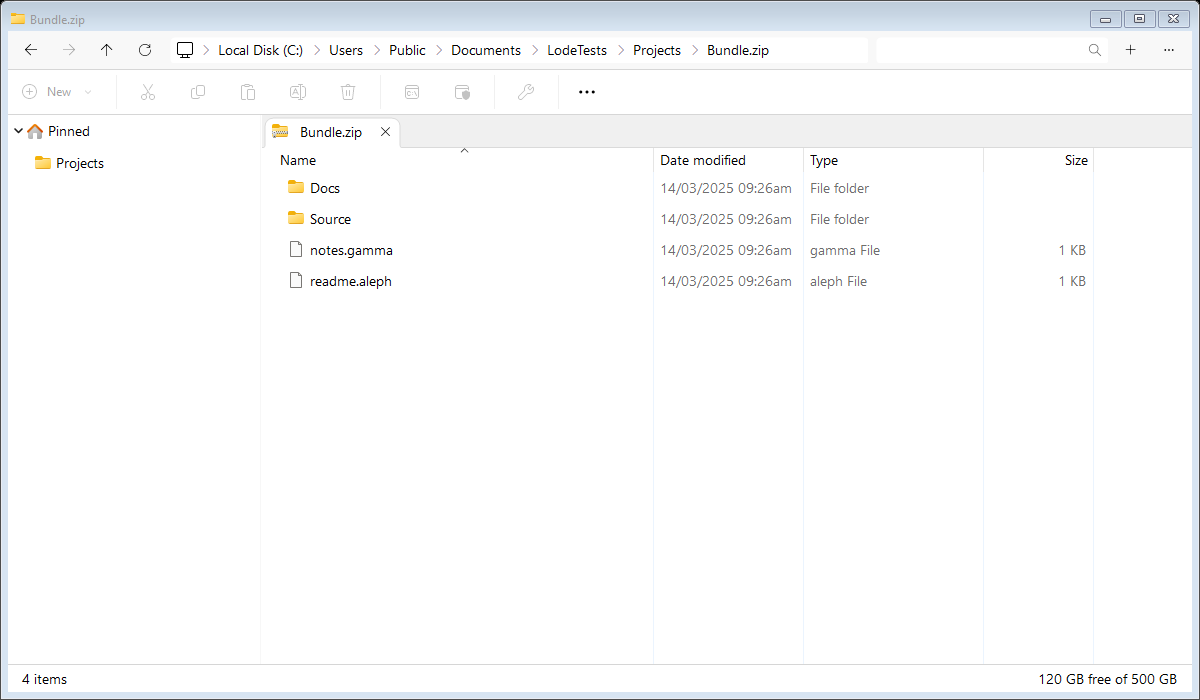 Bundle.zip
Local Disk (C:) Users Public Documents LodeTests Projects Bundle.zip
New
Pinned
Projects
Bundle.zip
Name Date modified Type Size
Docs 14/03/2025 09:26am File folder
Source 14/03/2025 09:26am File folder
notes.gamma 14/03/2025 09:26am gamma File 1 KB
readme.aleph 14/03/2025 09:26am aleph File 1 KB
4 items 120 GB free of 500 GB